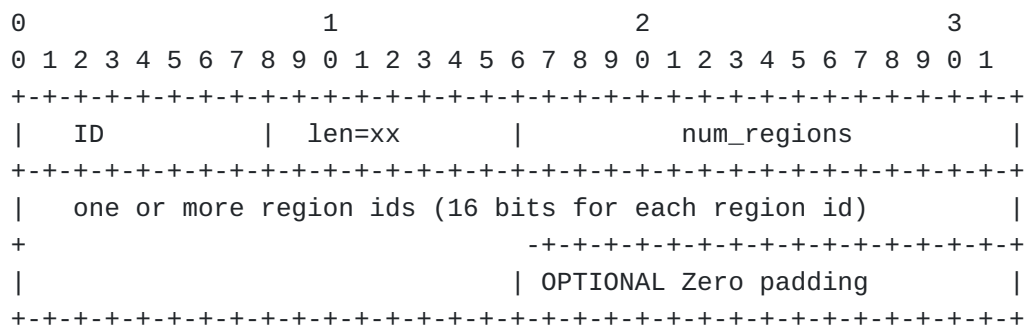 0                   1                   2                   3
0 1 2 3 4 5 6 7 8 9 0 1 2 3 4 5 6 7 8 9 0 1 2 3 4 5 6 7 8 9 0 1
+-+-+-+-+-+-+-+-+-+-+-+-+-+-+-+-+-+-+-+-+-+-+-+-+-+-+-+-+-+-+-+-+
|   ID          |  len=xx       |          num_regions          |
+-+-+-+-+-+-+-+-+-+-+-+-+-+-+-+-+-+-+-+-+-+-+-+-+-+-+-+-+-+-+-+-+
|   one or more region ids (16 bits for each region id)         |
+                                -+-+-+-+-+-+-+-+-+-+-+-+-+-+-+-+
|                               | OPTIONAL Zero padding         |
+-+-+-+-+-+-+-+-+-+-+-+-+-+-+-+-+-+-+-+-+-+-+-+-+-+-+-+-+-+-+-+-+